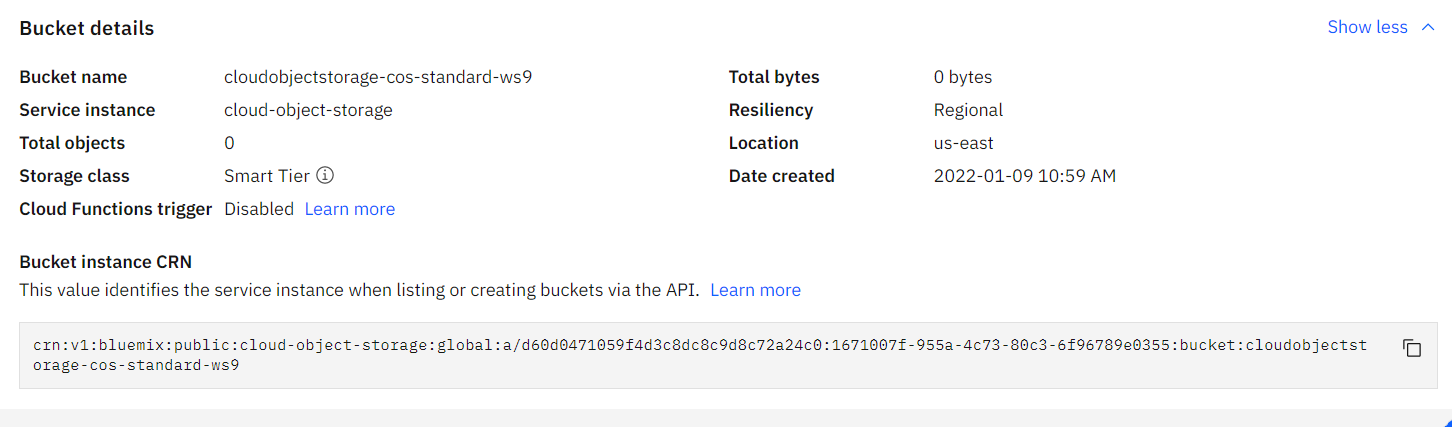 Bucket details
Show less
Bucket name cloudobjectstorage-cos-standard-ws9 Total bytes 0 bytes
Service instance cloud-object-storage Resiliency Regional
Total objects 0 Location us-east
Storage class Smart Tier Date created 2022-01-09 10:59 AM
Cloud Functions trigger Disabled Learn more
Bucket instance CRN
This value identifies the service instance when listing or creating buckets via the API. Learn more
crn:v1:bluemix:public:cloud-object-storage:global:a/d60d0471059f4d3c8dc8c9d8c72a24c0:1671007f-955a-4c73-80c3-6f96789e0355:bucket:cloudobjectst
orage-cos-standard-ws9